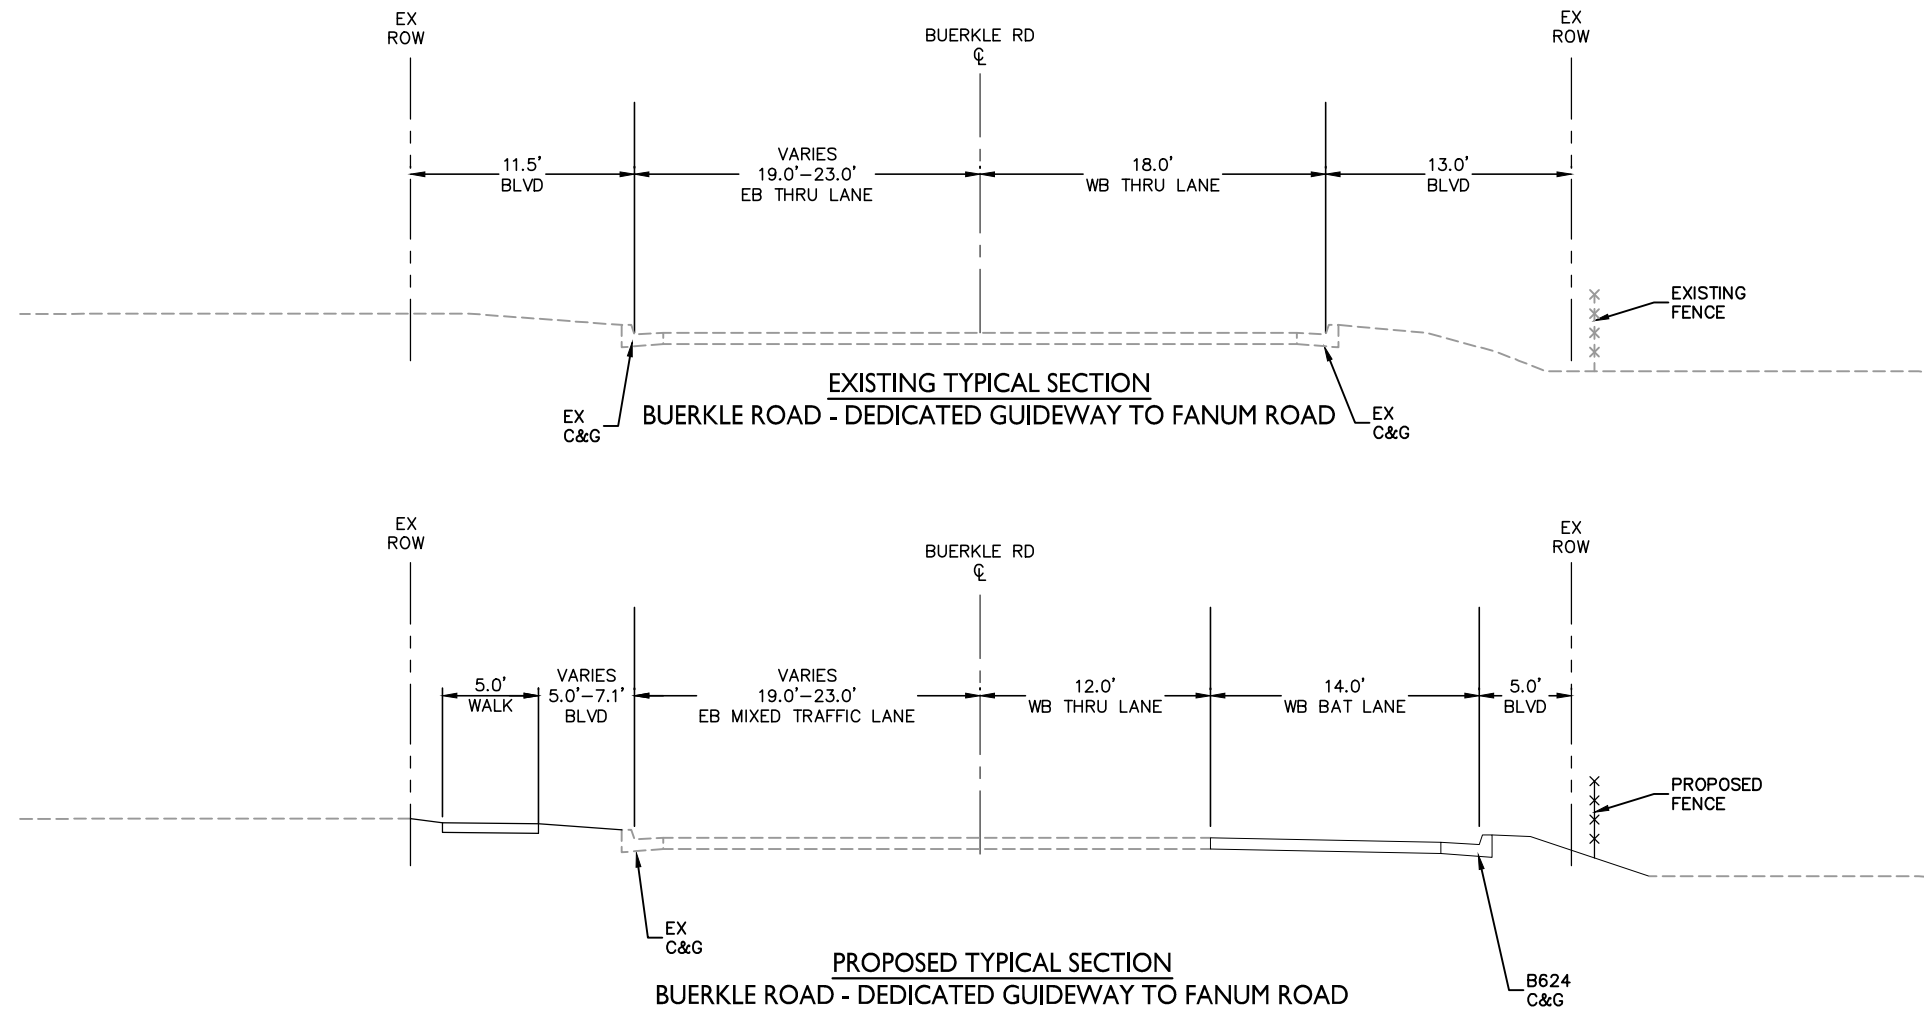 EX
ROW
BUERKLE RD
℄
EX
ROW
11.5'
BLVD
VARIES
19.0'-23.0'
EB THRU LANE
18.0'
WB THRU LANE
13.0'
BLVD
EXISTING
FENCE
EX
C&G
EXISTING TYPICAL SECTION
BUERKLE ROAD - DEDICATED GUIDEWAY TO FANUM ROAD
EX
C&G
EX
ROW
BUERKLE RD
℄
EX
ROW
5.0'
WALK
VARIES
5.0'-7.1'
BLVD
VARIES
19.0'-23.0'
EB MIXED TRAFFIC LANE
12.0'
WB THRU LANE
14.0'
WB BAT LANE
5.0'
BLVD
PROPOSED
FENCE
EX
C&G
PROPOSED TYPICAL SECTION
BUERKLE ROAD - DEDICATED GUIDEWAY TO FANUM ROAD
B624
C&G